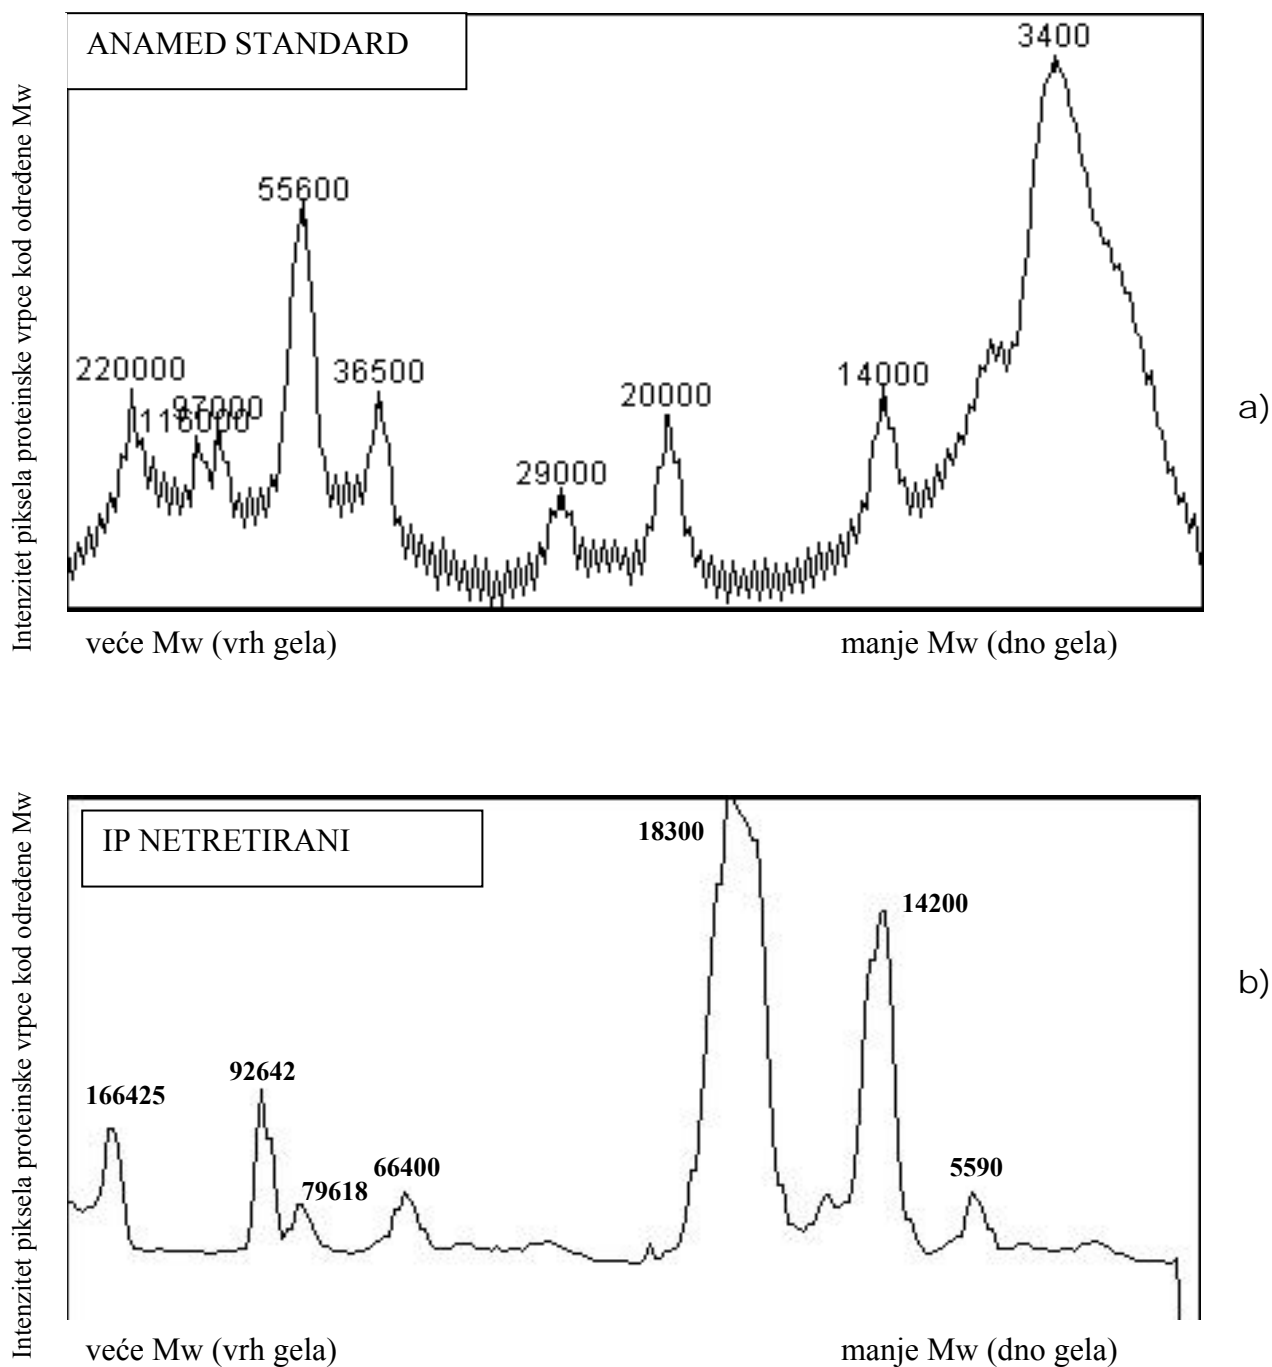 ANAMED STANDARD
3400
55600
220000
97000
116000
36500
29000
20000
14000
Intenzitet piksela proteinske vrpce kod određene Mw
a)
veće Mw (vrh gela)
manje Mw (dno gela)
IP NETRETIRANI
18300
14200
92642
166425
79618
66400
5590
Intenzitet piksela proteinske vrpce kod određene Mw
b)
veće Mw (vrh gela)
manje Mw (dno gela)